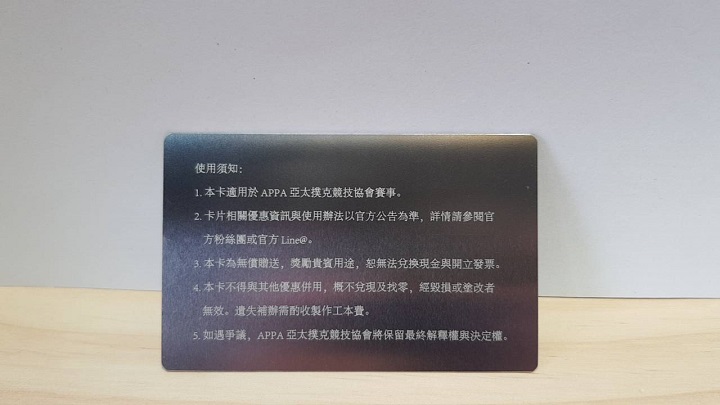 使用須知：
1. 本卡適用於 APPA 亞太撲克競技協會賽事。
2. 卡片相關優惠資訊與使用辦法以官方公告為準，詳情請參閱官
方粉絲團或官方 Line@。
3. 本卡為無償贈送，獎勵貴賓用途，恕無法兌換現金與開立發票。
4. 本卡不得與其他優惠併用，概不兌現及找零，經毀損或塗改者
無效。遺失補辦需酌收製作工本費。
5. 如遇爭議，APPA 亞太撲克競技協會將保留最終解釋權與決定權。